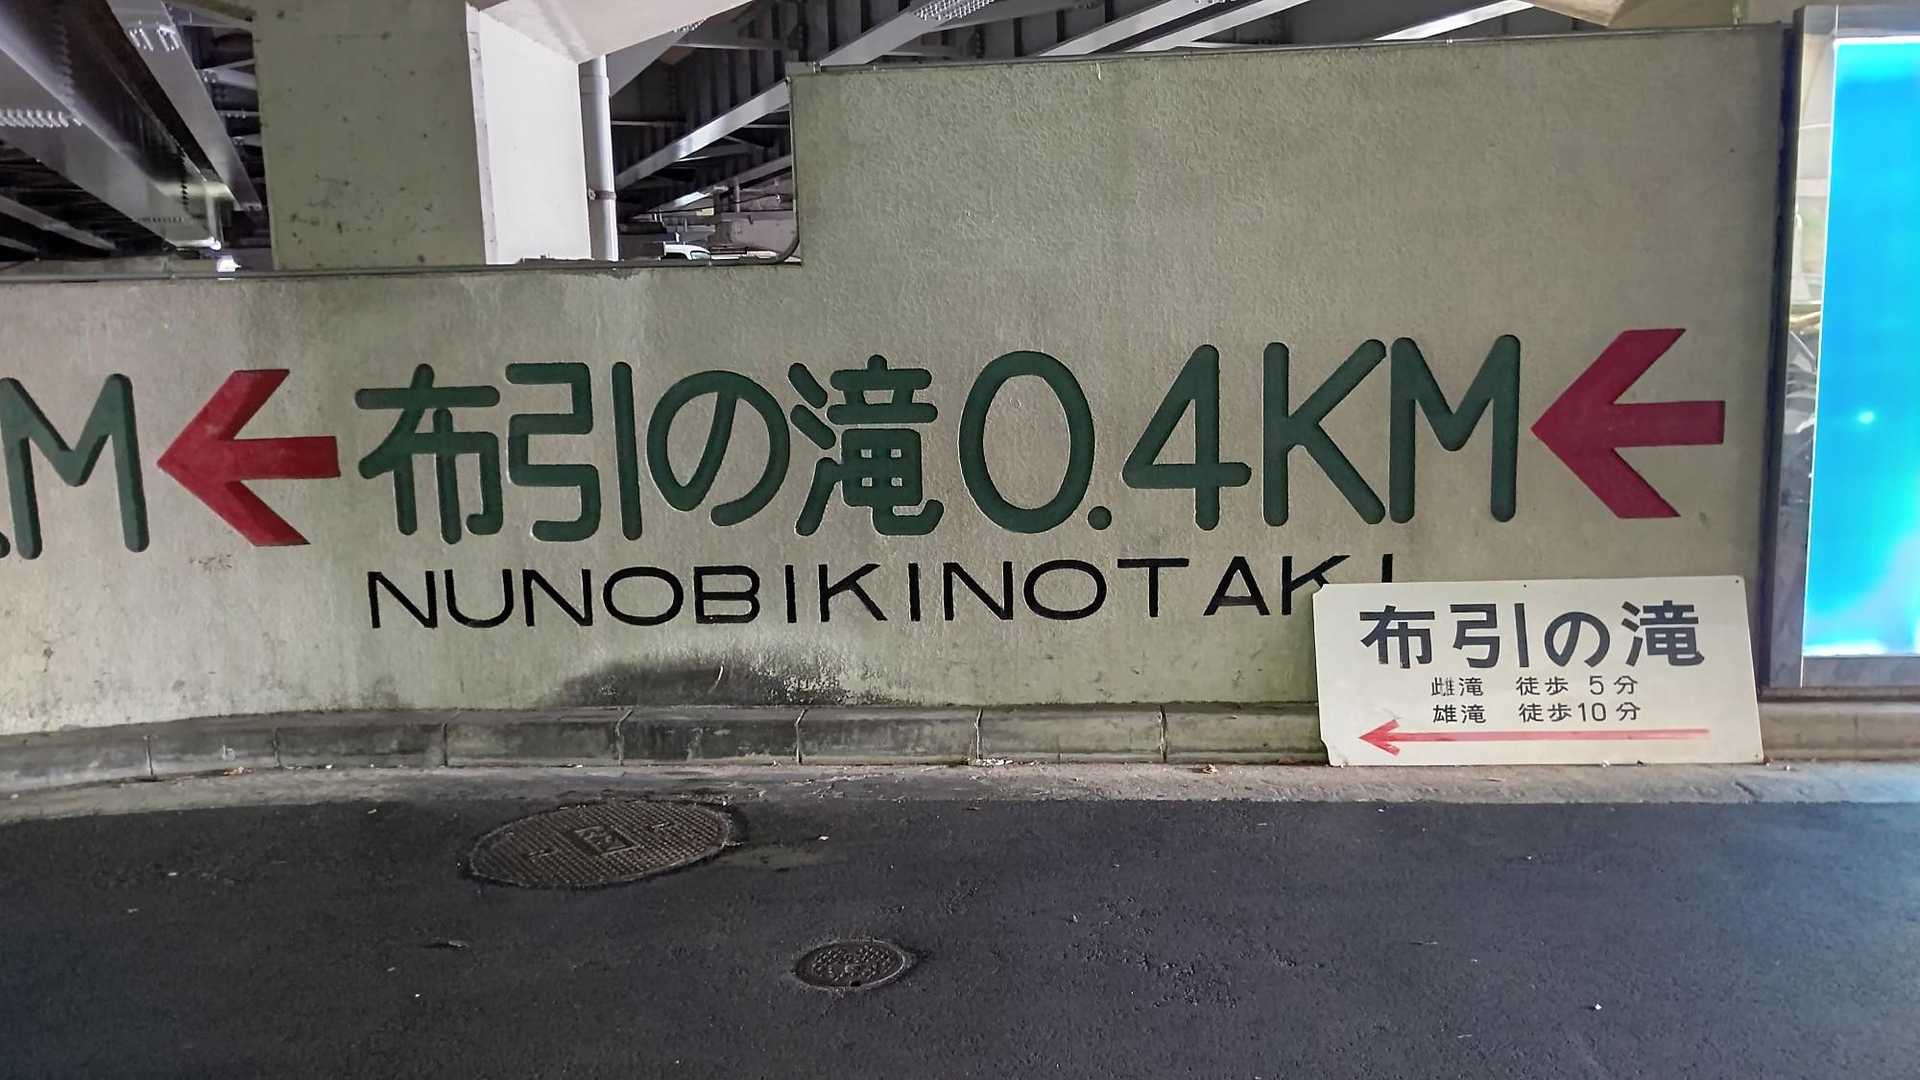 M
布引の滝0.4KM
NUNOBIKINOTAKI
布引の滝
雌滝 徒歩 5分
雄滝 徒歩10分